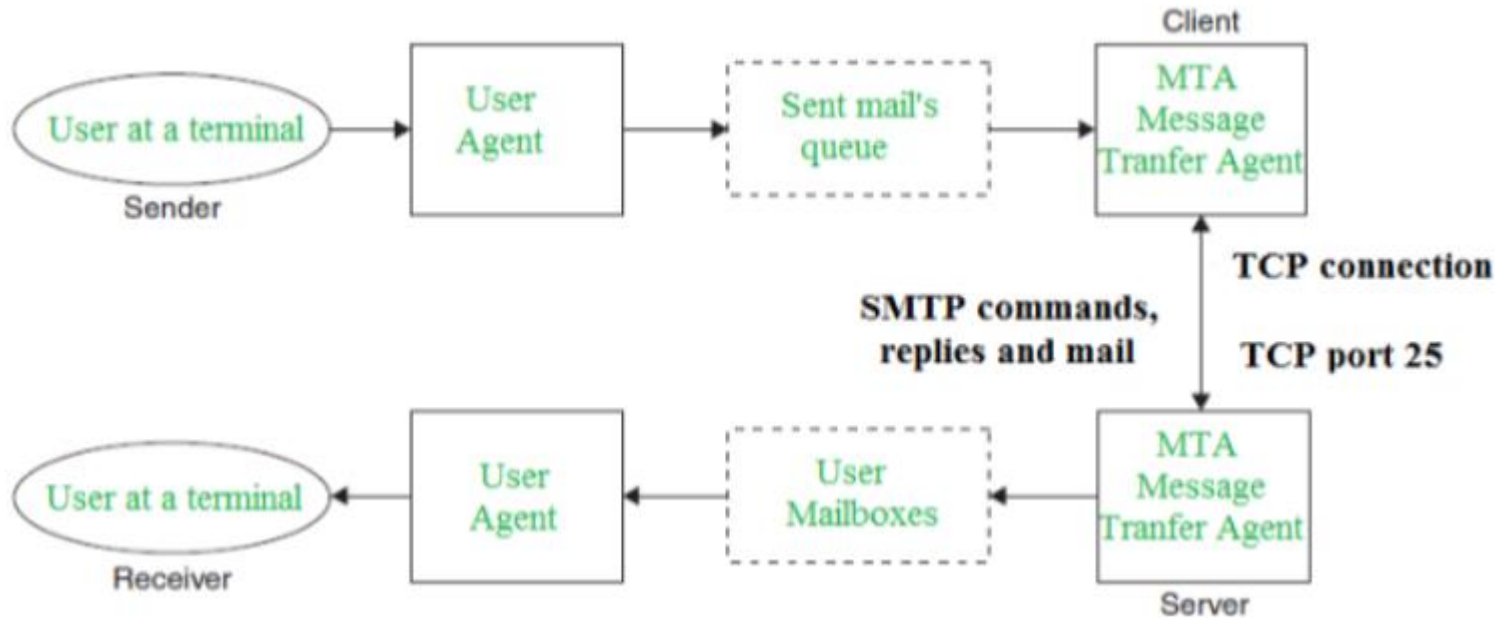 Client
User at a terminal
Sender
User
Agent
Sent mail's
queue
MTA
Message
Tranfer Agent
TCP connection
SMTP commands,
replies and mail
TCP port 25
User at a terminal
Receiver
User
Agent
User
Mailboxes
MTA
Message
Tranfer Agent
Server